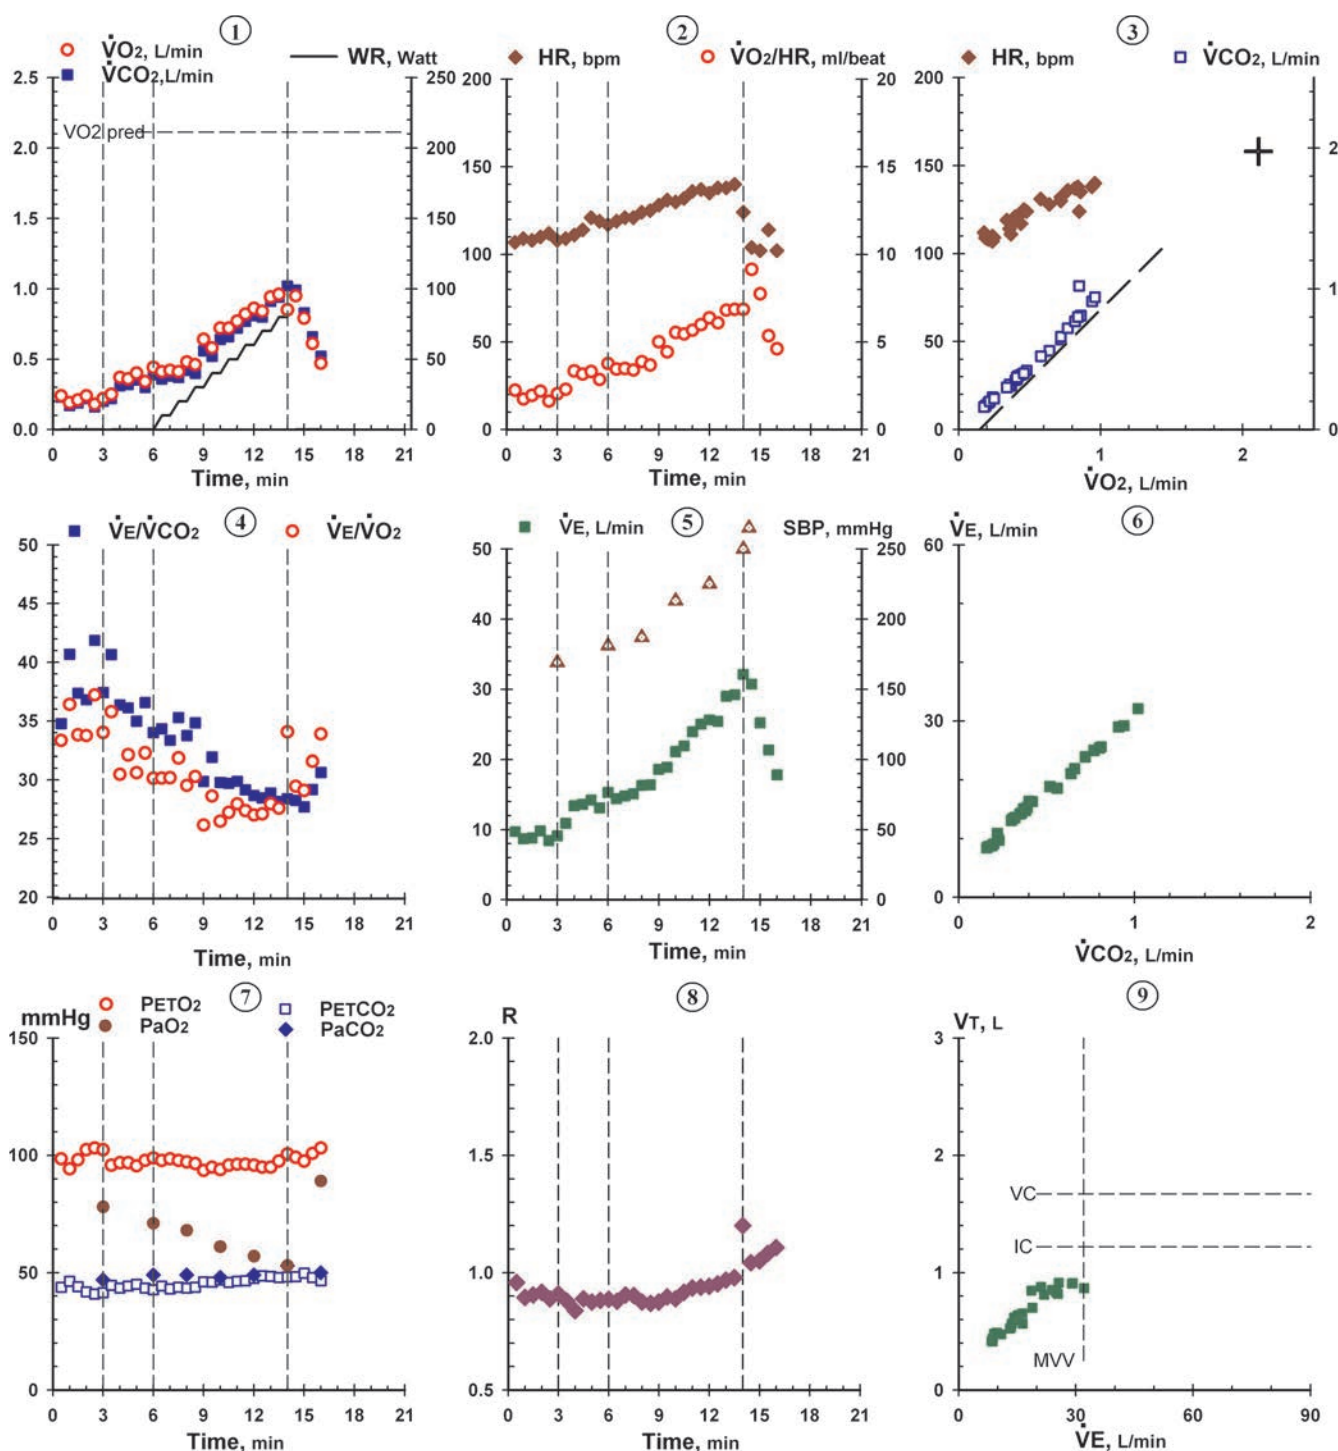 1
V̇O2, L/min
V̇CO2,L/min
WR, Watt
2.5
2.0
1.5
1.0
0.5
0.0
250
200
150
100
50
0
VO2 pred
0 3 6 9 12 15 18 21
Time, min
2
HR, bpm
V̇O2/HR, ml/beat
200
150
100
50
0
20
15
10
5
0
0 3 6 9 12 15 18 21
Time, min
3
HR, bpm
V̇CO2, L/min
200
150
100
50
0
2
1
0
0 1 2
V̇O2, L/min
4
V̇E/V̇CO2
V̇E/V̇O2
50
45
40
35
30
25
20
0 3 6 9 12 15 18 21
Time, min
5
V̇E, L/min
SBP, mmHg
50
40
30
20
10
0
250
200
150
100
50
0
0 3 6 9 12 15 18 21
Time, min
6
V̇E, L/min
60
30
0
0 1 2
V̇CO2, L/min
7
mmHg
PETO2
PETCO2
PaO2
PaCO2
150
100
50
0
0 3 6 9 12 15 18 21
Time, min
8
R
2.0
1.5
1.0
0.5
0 3 6 9 12 15 18 21
Time, min
9
VT, L
3
2
1
0
VC
IC
MVV
0 30 60 90
V̇E, L/min